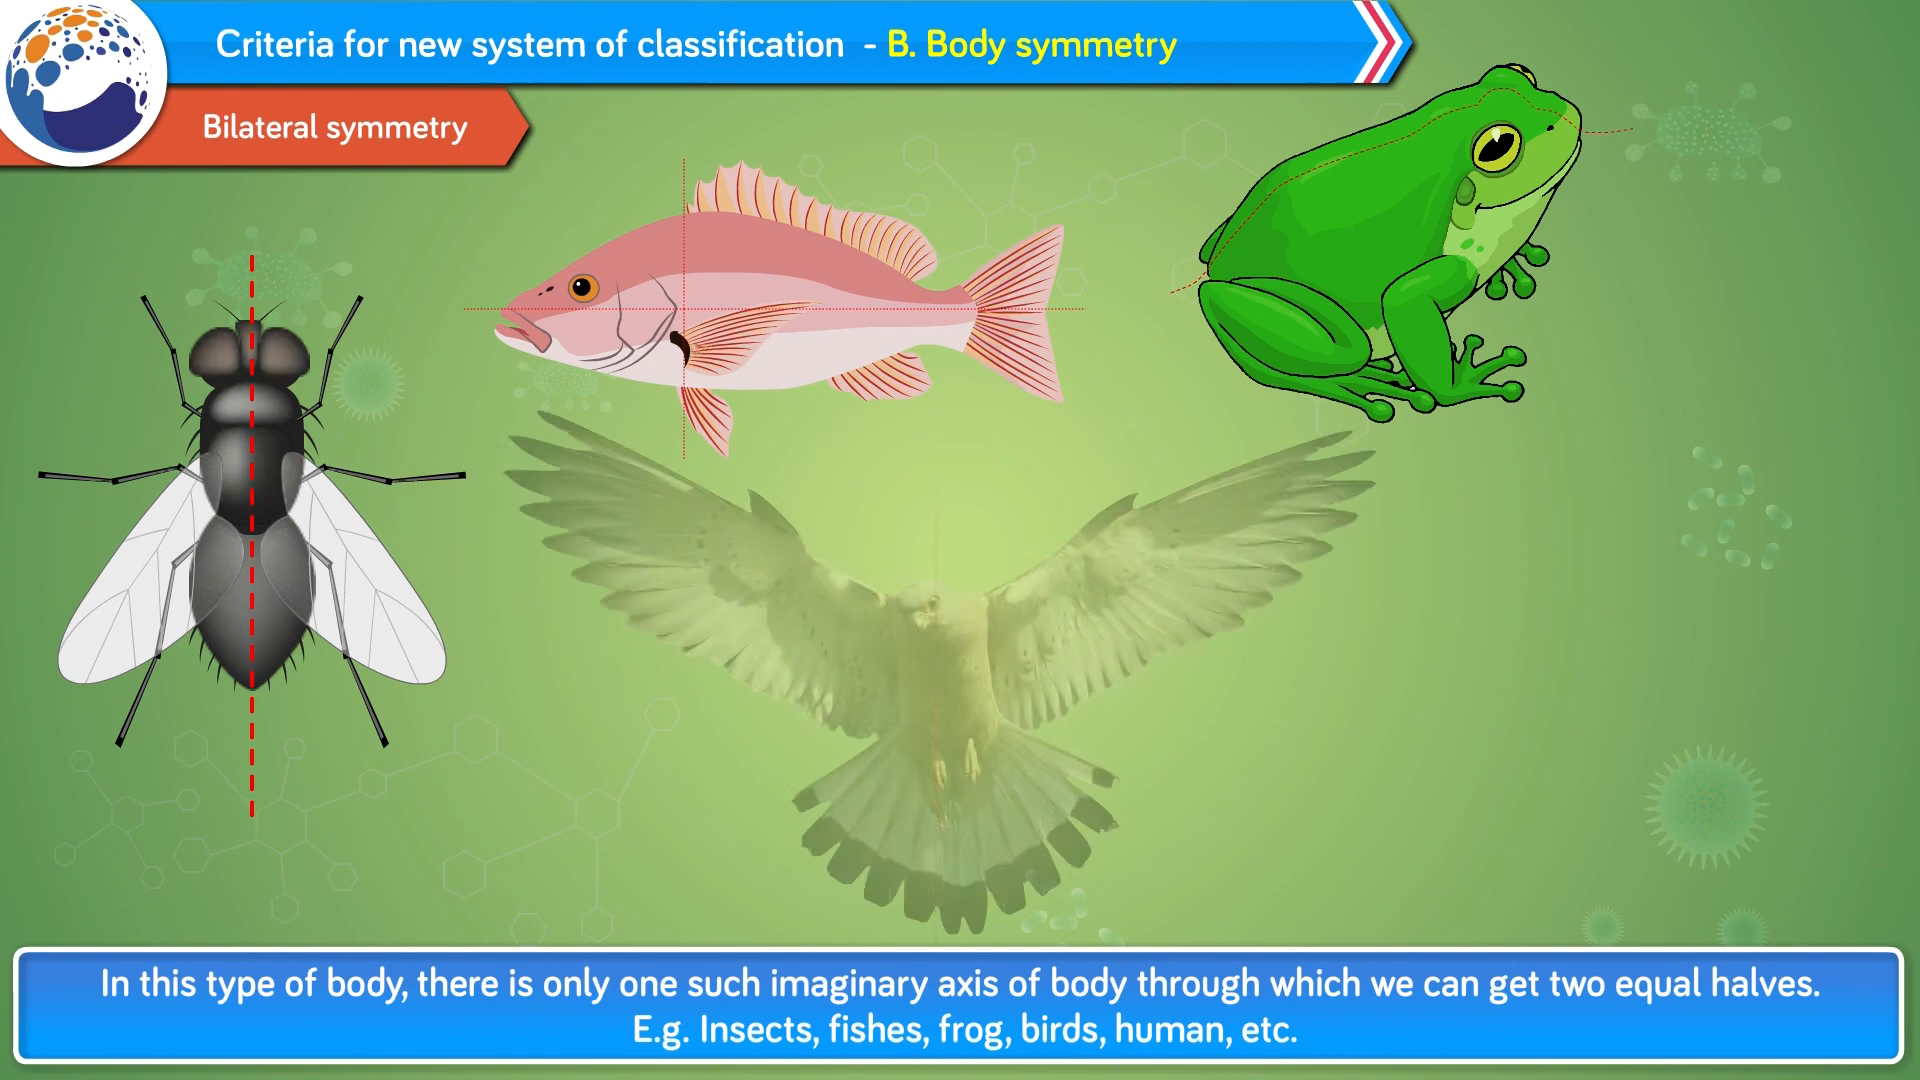 Criteria for new system of classification - B. Body symmetry
Bilateral symmetry
In this type of body, there is only one such imaginary axis of body through which we can get two equal halves.
E.g. Insects, fishes, frog, birds, human, etc.